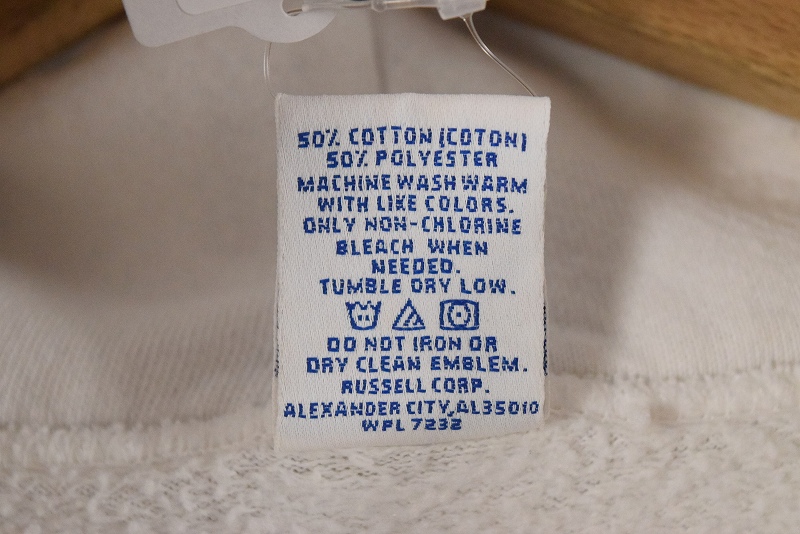 50% COTTON (COTON)
50% POLYESTER
MACHINE WASH WARM
WITH LIKE COLORS.
ONLY NON-CHLORINE
BLEACH WHEN
NEEDED.
TUMBLE DRY LOW.
DO NOT IRON OR
DRY CLEAN EMBLEM.
RUSSELL CORP.
ALEXANDER CITY, AL35010
WPL 7232